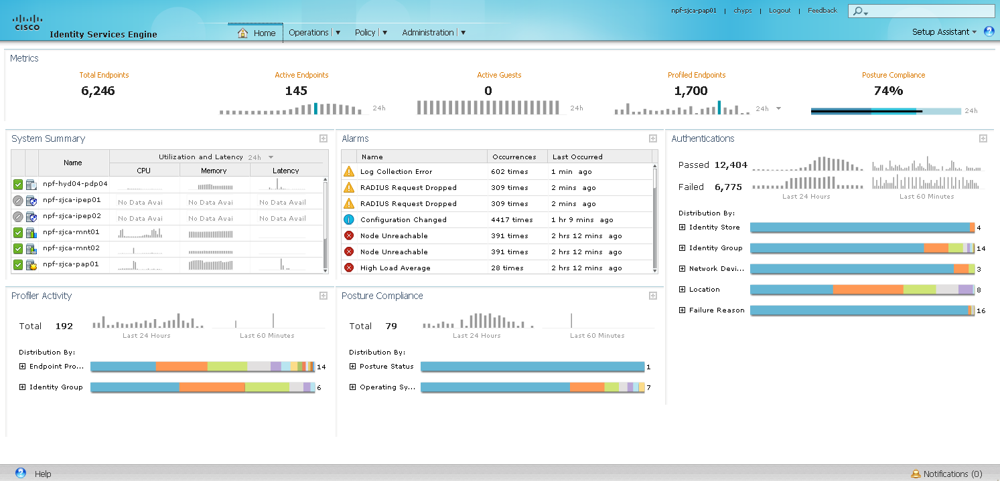 npf-sjca-pap01 | chyps | Logout | Feedback
CISCO Identity Services Engine
Home Operations Policy Administration
Setup Assistant
Metrics
Total Endpoints Active Endpoints Active Guests Profiled Endpoints Posture Compliance
6,246 145 0 1,700 74%
24h 24h 24h 24h
System Summary
Name Utilization and Latency 24h
CPU Memory Latency
npf-hyd04-pdp04
npf-sjca-ipep01 No Data Avai No Data Avai No Data Avail
npf-sjca-ipep02 No Data Avai No Data Avai No Data Avail
npf-sjca-mnt01
npf-sjca-mnt02
npf-sjca-pap01
Alarms
Name Occurrences Last Occurred
Log Collection Error 602 times 1 min ago
RADIUS Request Dropped 309 times 2 mins ago
RADIUS Request Dropped 309 times 2 mins ago
Configuration Changed 4417 times 1 hr 9 mins ago
Node Unreachable 391 times 2 hrs 12 mins ago
Node Unreachable 391 times 2 hrs 12 mins ago
High Load Average 28 times 2 hrs 12 mins ago
Authentications
Passed 12,404
Failed 6,775
Last 24 Hours Last 60 Minutes
Distribution By:
Identity Store 4
Identity Group 14
Network Devi... 3
Location 8
Failure Reason 16
Profiler Activity
Total 192
Last 24 Hours Last 60 Minutes
Distribution By:
Endpoint Pro... 14
Identity Group 6
Posture Compliance
Total 79
Last 24 Hours Last 60 Minutes
Distribution By:
Posture Status 1
Operating Sy... 7
Help
Notifications (0)